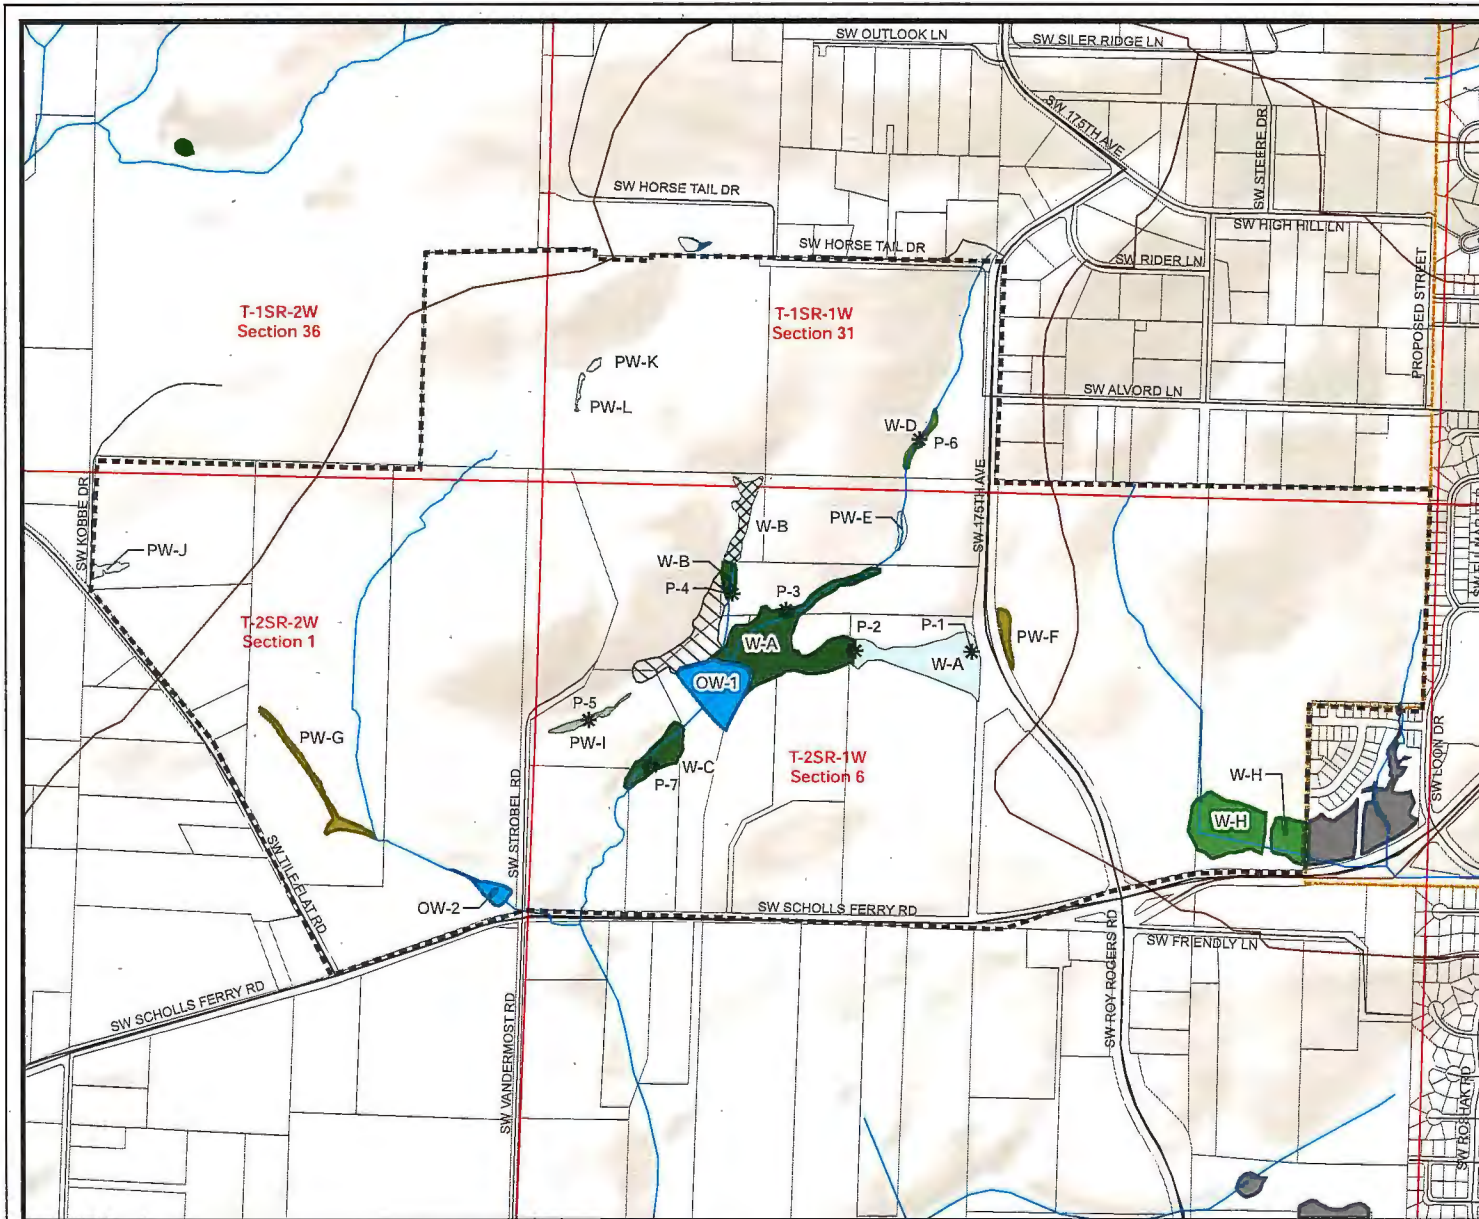 SW OUTLOOK LN
SW SILER RIDGE LN
SW 175TH AVE
SW STEERE DR
SW HORSE TAIL DR
SW HORSE TAIL DR
SW HIGH HILL LN
SW RIDER LN
PROPOSED STREET
T-1SR-2W
Section 36
T-1SR-1W
Section 31
PW-K
PW-L
SW ALVORD LN
W-D
P-6
SW KOBBE DR
SW 175TH AVE
PW-J
W-B
PW-E
W-B
P-4
P-3
T-2SR-2W
Section 1
W-A
P-2
P-1
W-A
PW-F
OW-1
P-5
PW-I
PW-G
W-C
P-7
T-2SR-1W
Section 6
SW LOON DR
W-H
W-H
SW STROBEL RD
SW TILE FLAT RD
OW-2
SW SCHOLLS FERRY RD
SW FRIENDLY LN
SW ROY ROGERS RD
SW SCHOLLS FERRY RD
SW VANDERMOST RD
SW ROSHAK RD